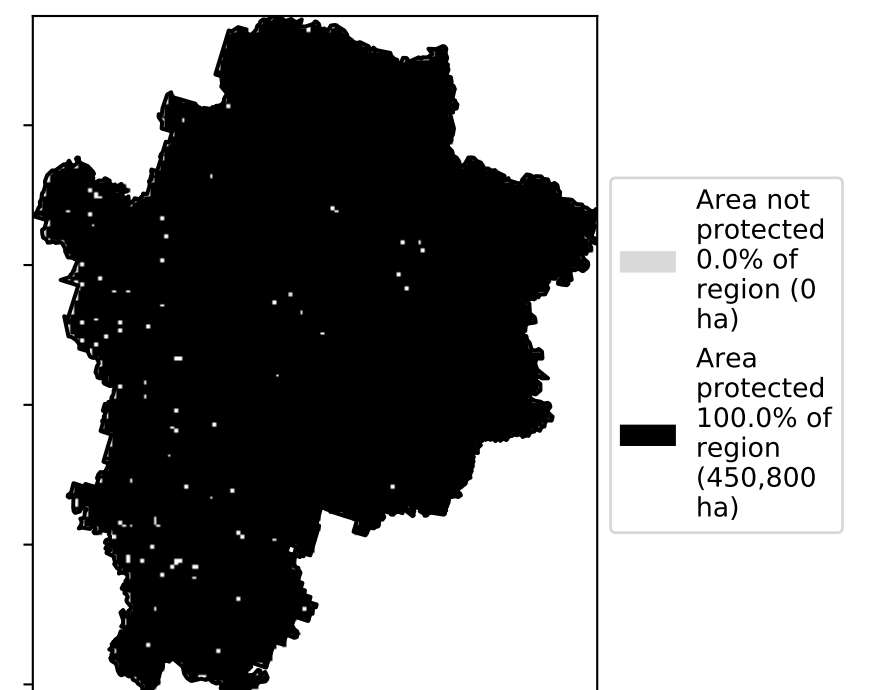 Area not
protected
0.0% of
region (0
ha)
Area
protected
100.0% of
region
(450,800
ha)